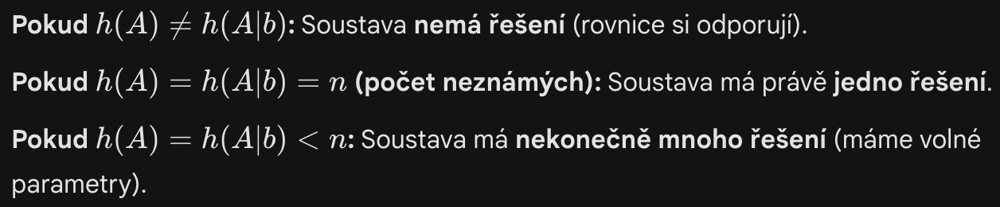 Pokud h(A) ≠ h(A|b): Soustava nemá řešení (rovnice si odporují).
Pokud h(A) = h(A|b) = n (počet neznámých): Soustava má právě jedno řešení.
Pokud h(A) = h(A|b) < n: Soustava má nekonečně mnoho řešení (máme volné
parametry).